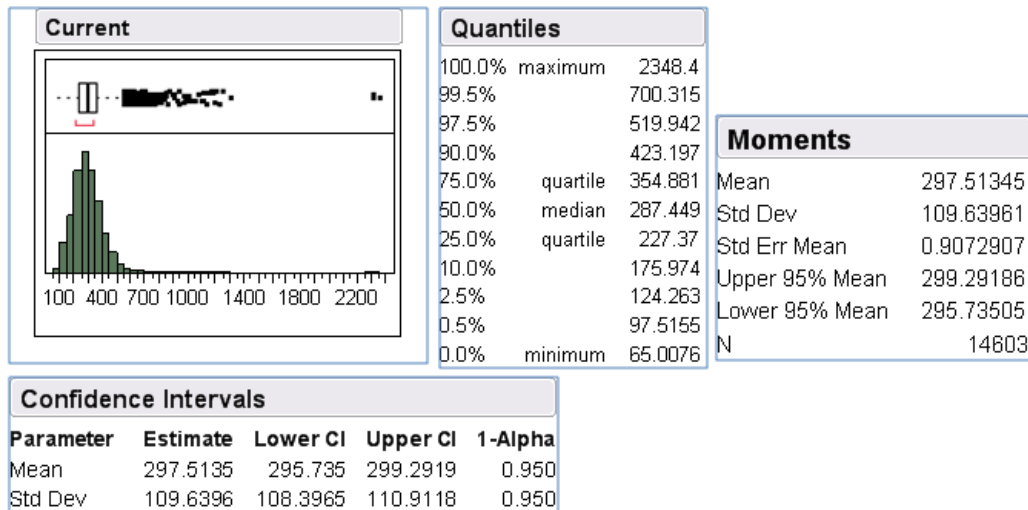 Current
100 400 700 1000 1400 1800 2200
Quantiles
100.0% maximum 2348.4
99.5% 700.315
97.5% 519.942
90.0% 423.197
75.0% quartile 354.881
50.0% median 287.449
25.0% quartile 227.37
10.0% 175.974
2.5% 124.263
0.5% 97.5155
0.0% minimum 65.0076
Moments
Mean 297.51345
Std Dev 109.63961
Std Err Mean 0.9072907
Upper 95% Mean 299.29186
Lower 95% Mean 295.73505
N 14603
Confidence Intervals
Parameter Estimate Lower CI Upper CI 1-Alpha
Mean 297.5135 295.735 299.2919 0.950
Std Dev 109.6396 108.3965 110.9118 0.950